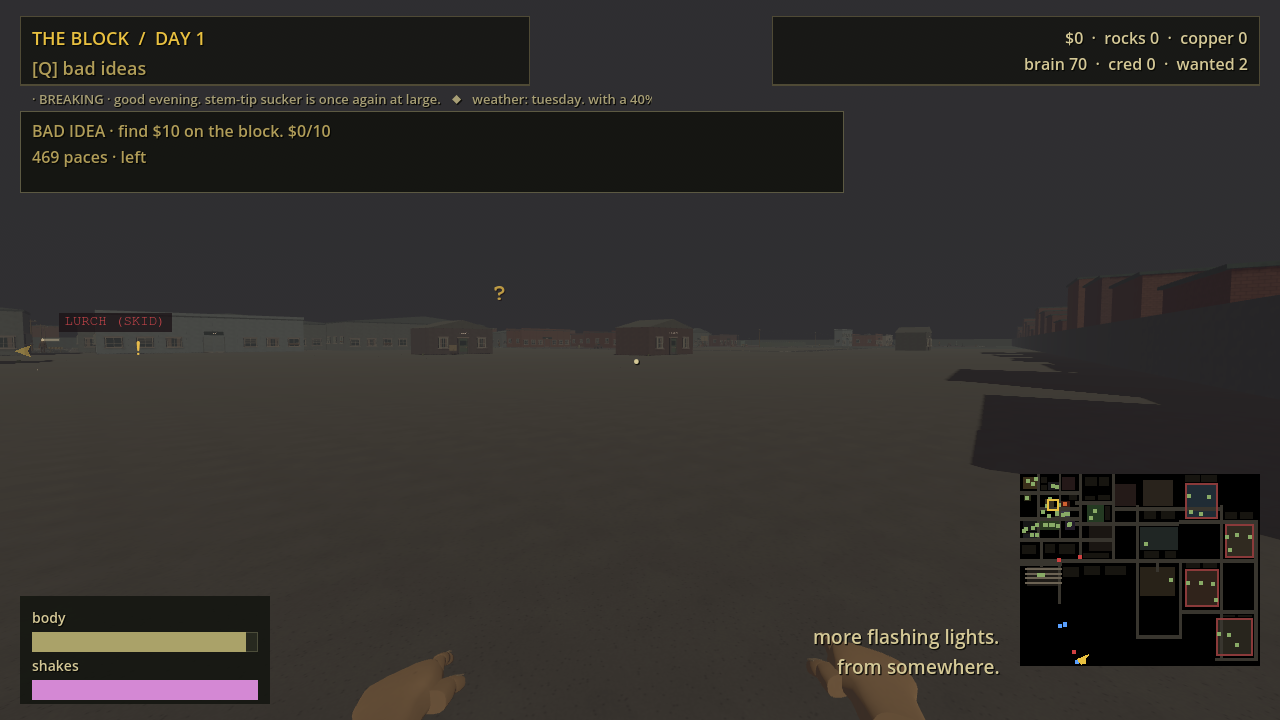 THE BLOCK / DAY 1
[Q] bad ideas
$0 · rocks 0 · copper 0
brain 70 · cred 0 · wanted 2
· BREAKING · good evening. stem-tip sucker is once again at large. ◆ weather: tuesday. with a 40%
BAD IDEA · find $10 on the block. $0/10
469 paces · left
?
LURCH (SKID)
!
more flashing lights.
from somewhere.
body
shakes